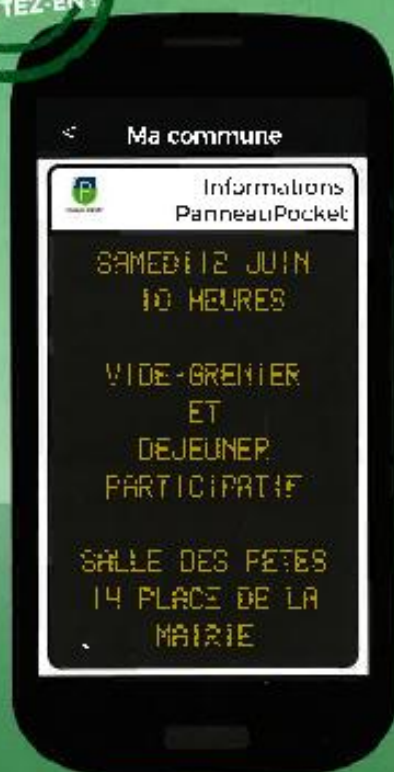 TEZ-EN !
< Ma commune
Informations
PanneauPocket
SAMEDI 12 JUIN
10 HEURES
VIDE-GRENIER
ET
DEJEUNER
PARTICIPATIF
SALLE DES FETES
14 PLACE DE LA
MAIRIE